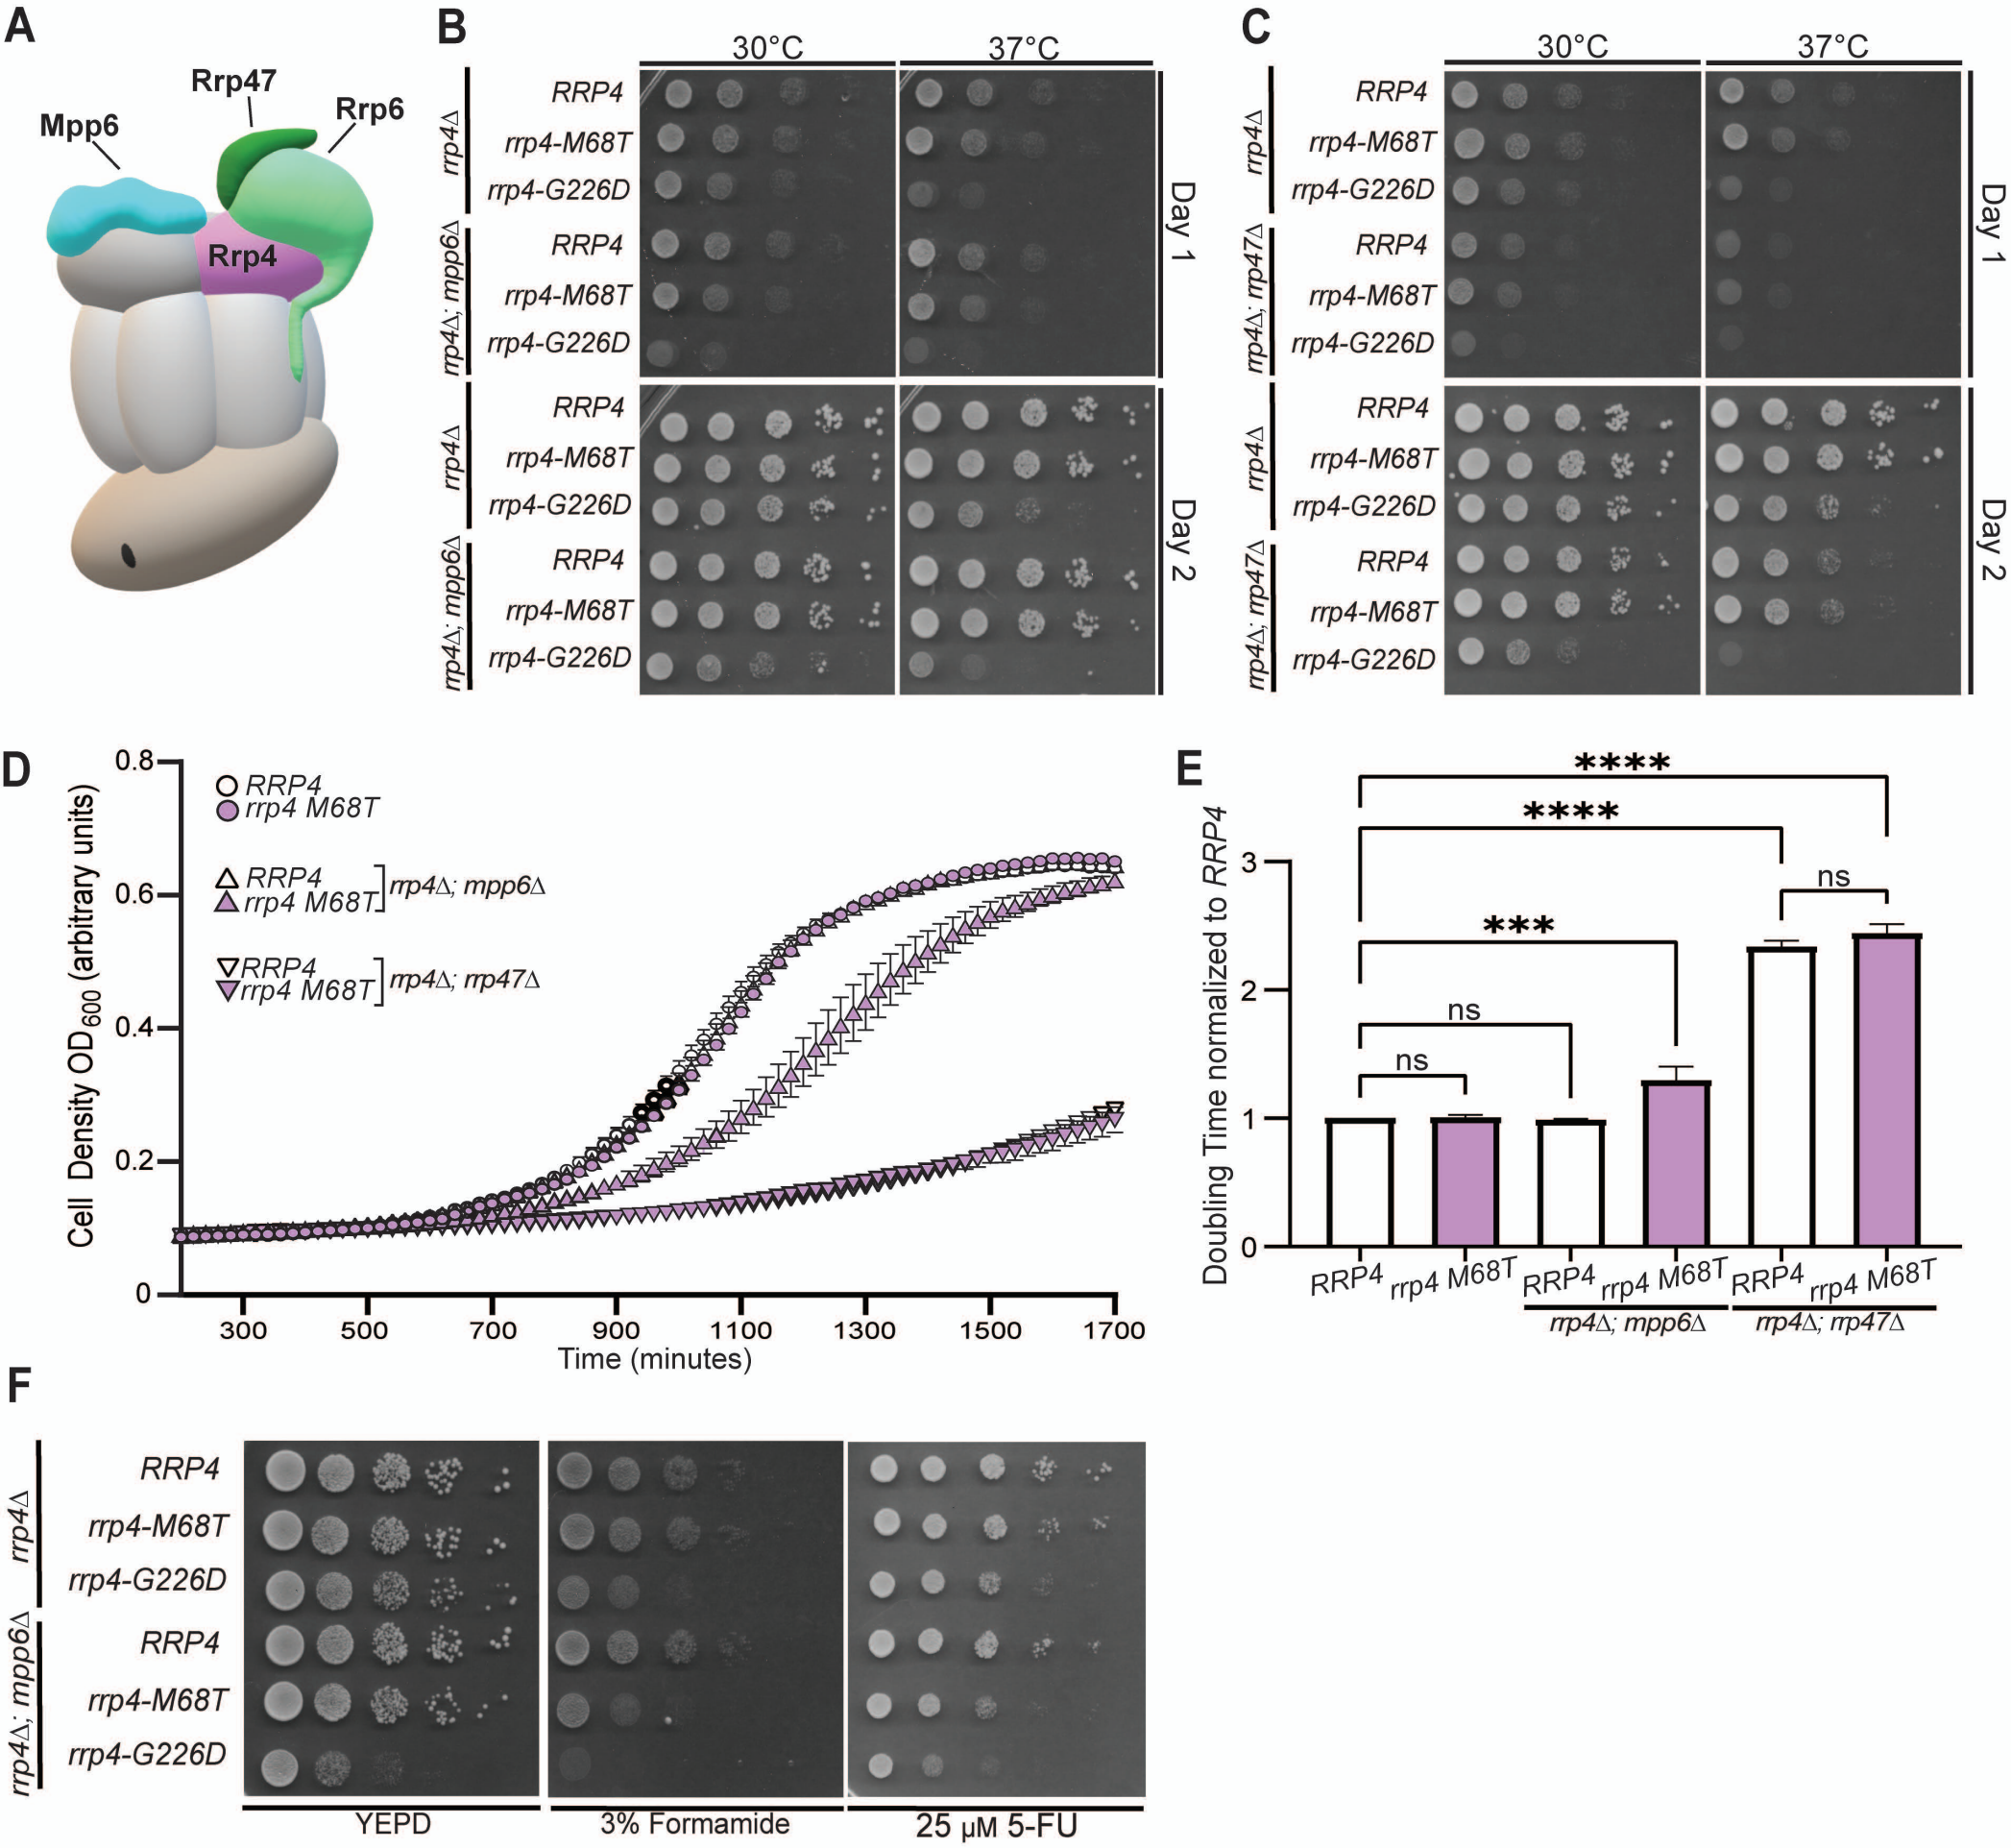 A
Rrp47
Mpp6
Rrp6
Rrp4
B
30°C
37°C
rrp4Δ
RRP4
rrp4-M68T
rrp4-G226D
rrp4Δ; mpp6Δ
RRP4
rrp4-M68T
rrp4-G226D
Day 1
rrp4Δ
RRP4
rrp4-M68T
rrp4-G226D
rrp4Δ; mpp6Δ
RRP4
rrp4-M68T
rrp4-G226D
Day 2
C
30°C
37°C
rrp4Δ
RRP4
rrp4-M68T
rrp4-G226D
rrp4Δ; rrp47Δ
RRP4
rrp4-M68T
rrp4-G226D
Day 1
rrp4Δ
RRP4
rrp4-M68T
rrp4-G226D
rrp4Δ; rrp47Δ
RRP4
rrp4-M68T
rrp4-G226D
Day 2
D
Cell Density OD600 (arbitrary units)
0.8
0.6
0.4
0.2
0
RRP4
rrp4 M68T
RRP4
rrp4 M68T
rrp4Δ; mpp6Δ
RRP4
rrp4 M68T
rrp4Δ; rrp47Δ
300 500 700 900 1100 1300 1500 1700
Time (minutes)
E
Doubling Time normalized to RRP4
3
2
1
0
****
****
ns
***
ns
ns
RRP4 rrp4 M68T RRP4 rrp4 M68T RRP4 rrp4 M68T
rrp4Δ; mpp6Δ rrp4Δ; rrp47Δ
F
rrp4Δ
RRP4
rrp4-M68T
rrp4-G226D
rrp4Δ; mpp6Δ
RRP4
rrp4-M68T
rrp4-G226D
YEPD
3% Formamide
25 µM 5-FU